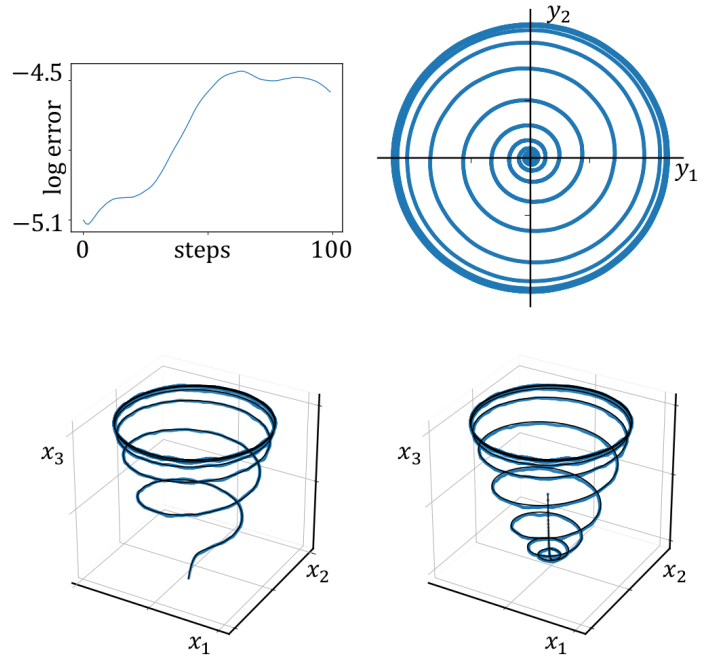 −4.5
log error
−5.1
0
steps
100
y₂
y₁
x₃
x₂
x₁
x₃
x₂
x₁